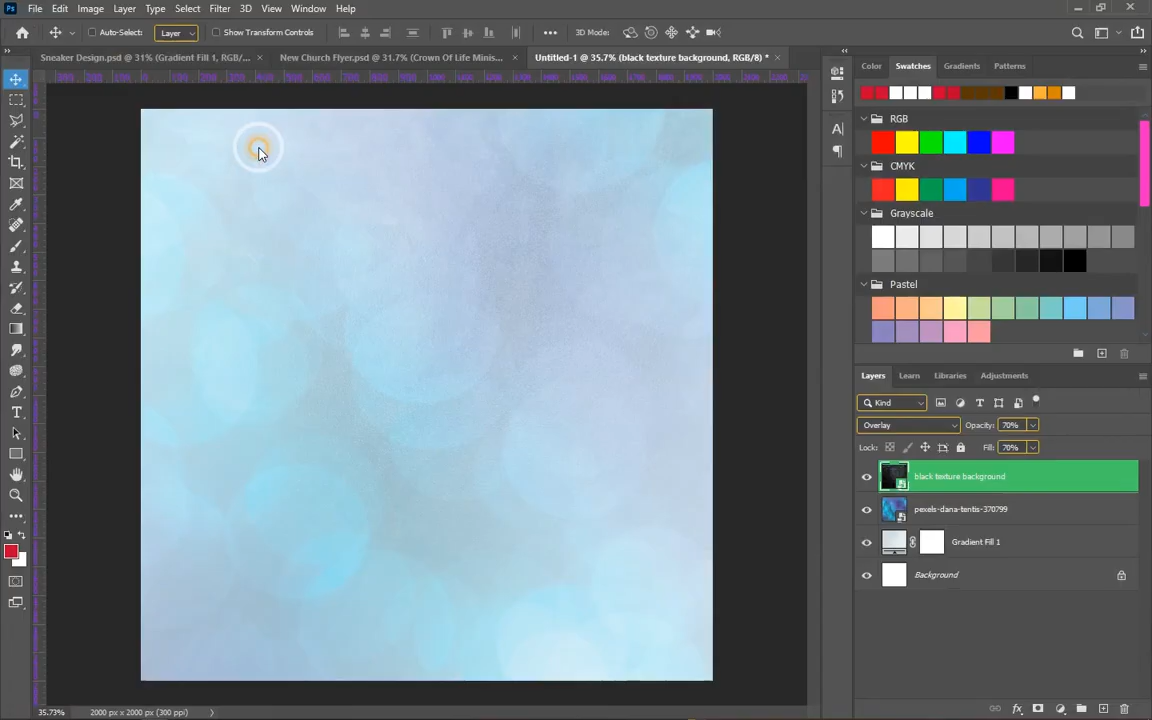 Ps File Edit Image Layer Type Select Filter 3D View Window Help
Auto-Select: Layer Show Transform Controls 3D Mode:
Sneaker Design.psd @ 31% (Gradient Fill 1, RGB/... × New Church Flyer.psd @ 31.7% (Crown Of Life Minis... × Untitled-1 @ 35.7% (black texture background, RGB/8) * ×
Color Swatches Gradients Patterns
RGB
CMYK
Grayscale
Pastel
Layers Learn Libraries Adjustments
Kind
Overlay Opacity: 70%
Lock: Fill: 70%
black texture background
pexels-dana-tentis-370799
Gradient Fill 1
Background
35.73% 2000 px x 2000 px (300 ppi)